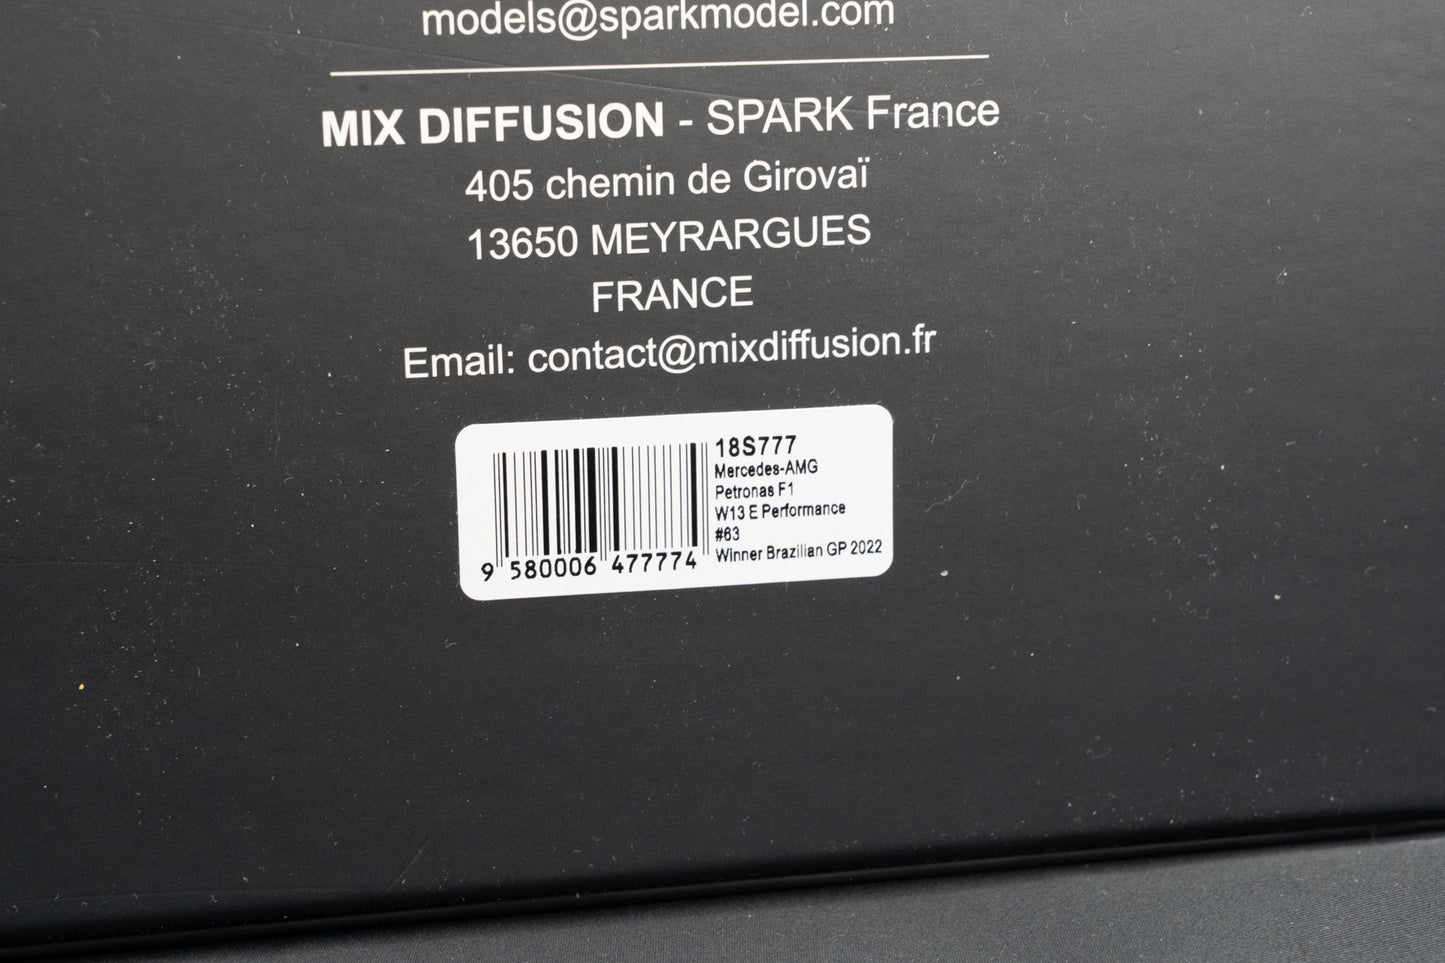 models@sparkmodel.com
MIX DIFFUSION - SPARK France
405 chemin de Girovaï
13650 MEYRARGUES
FRANCE
Email: contact@mixdiffusion.fr
18S777
Mercedes-AMG
Petronas F1
W13 E Performance
#63
Winner Brazilian GP 2022
9 580006 477774